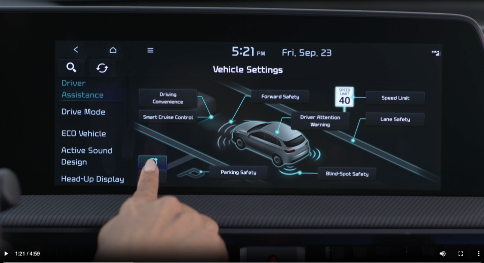 5:21 PM
Fri, Sep, 23
Vehicle Settings
Driver
Assistance
Drive Mode
ECO Vehicle
Active Sound
Design
Head-Up Display
Driving
Convenience
Smart Cruise Control
Forward Safety
Driver Attention
Warning
SPEED
LIMIT
40
Speed Limit
Lane Safety
Parking Safety
Blind-Spot Safety
1:21 / 4:59